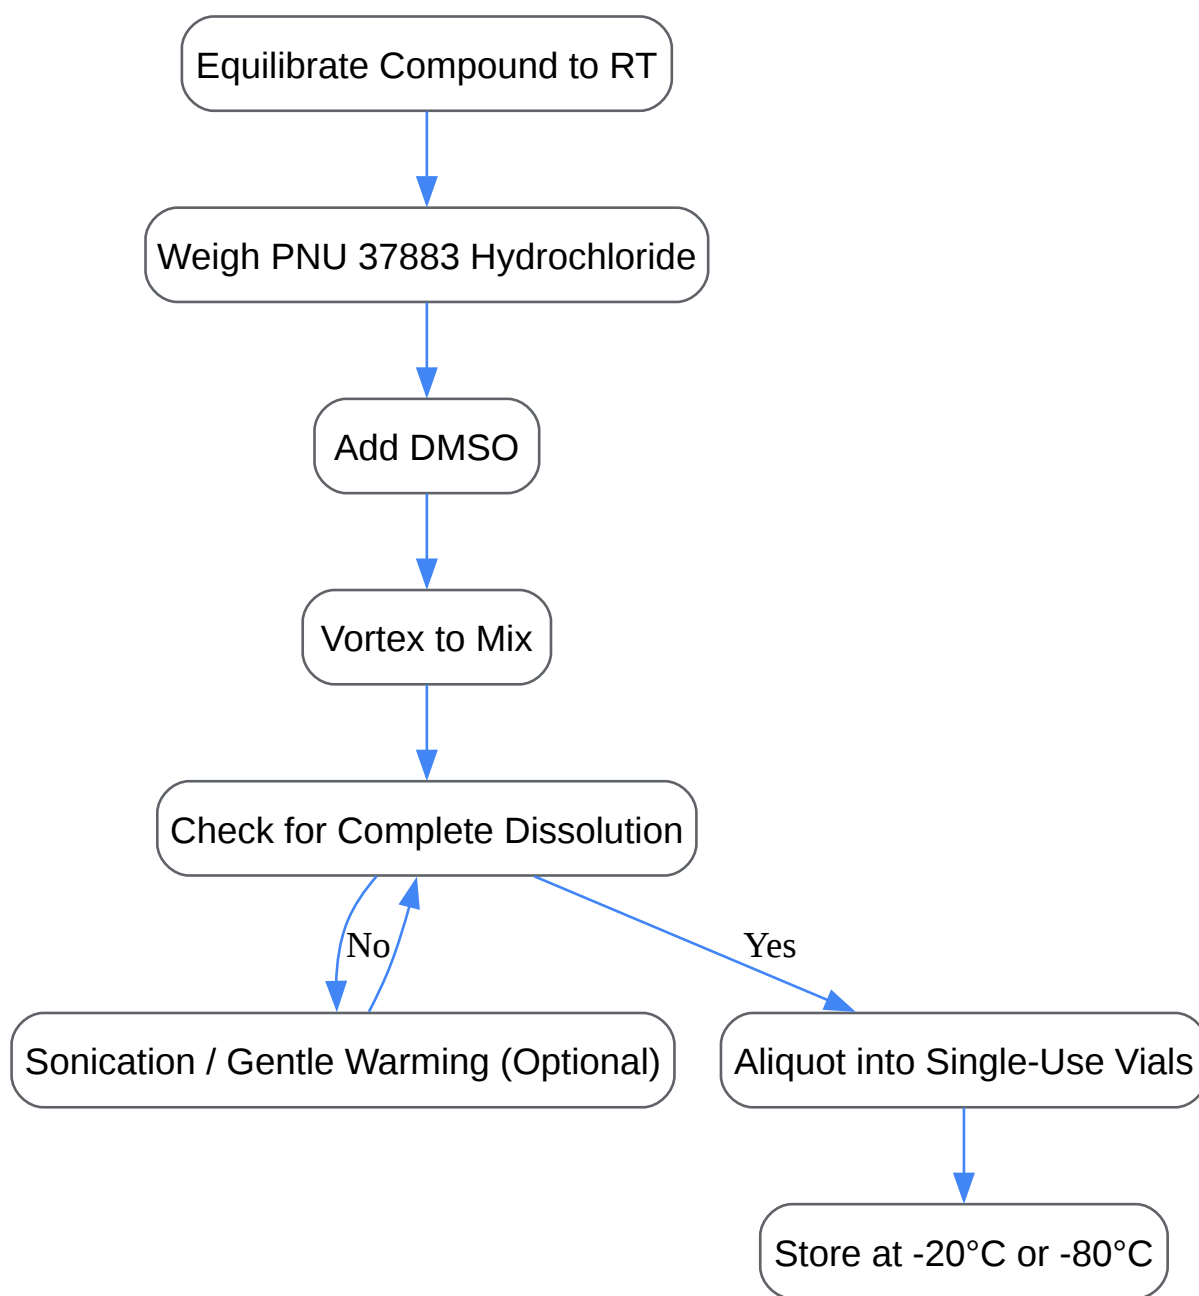 Equilibrate Compound to RT
Weigh PNU 37883 Hydrochloride
Add DMSO
Vortex to Mix
Check for Complete Dissolution
No
Yes
Sonication / Gentle Warming (Optional)
Aliquot into Single-Use Vials
Store at -20°C or -80°C